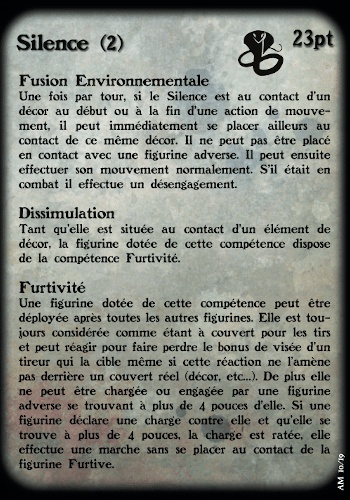 Silence (2)
23pt
Fusion Environnementale
Une fois par tour, si le Silence est au contact d'un
décor au début ou à la fin d'une action de mouve-
ment, il peut immédiatement se placer ailleurs au
contact de ce même décor. Il ne peut pas être placé
en contact avec une figurine adverse. Il peut ensuite
effectuer son mouvement normalement. S'il était en
combat il effectue un désengagement.
Dissimulation
Tant qu'elle est située au contact d'un élément de
décor, la figurine dotée de cette compétence dispose
de la compétence Furtivité.
Furtivité
Une figurine dotée de cette compétence peut être
déployée après toutes les autres figurines. Elle est tou-
jours considérée comme étant à couvert pour les tirs
et peut réagir pour faire perdre le bonus de visée d'un
tireur qui la cible même si cette réaction ne l'amène
pas derrière un couvert réel (décor, etc...). De plus elle
ne peut être chargée ou engagée par une figurine
adverse se trouvant à plus de 4 pouces d'elle. Si une
figurine déclare une charge contre elle et qu'elle se
trouve à plus de 4 pouces, la charge est ratée, elle
effectue une marche sans se placer au contact de la
figurine Furtive.
AM 10/19